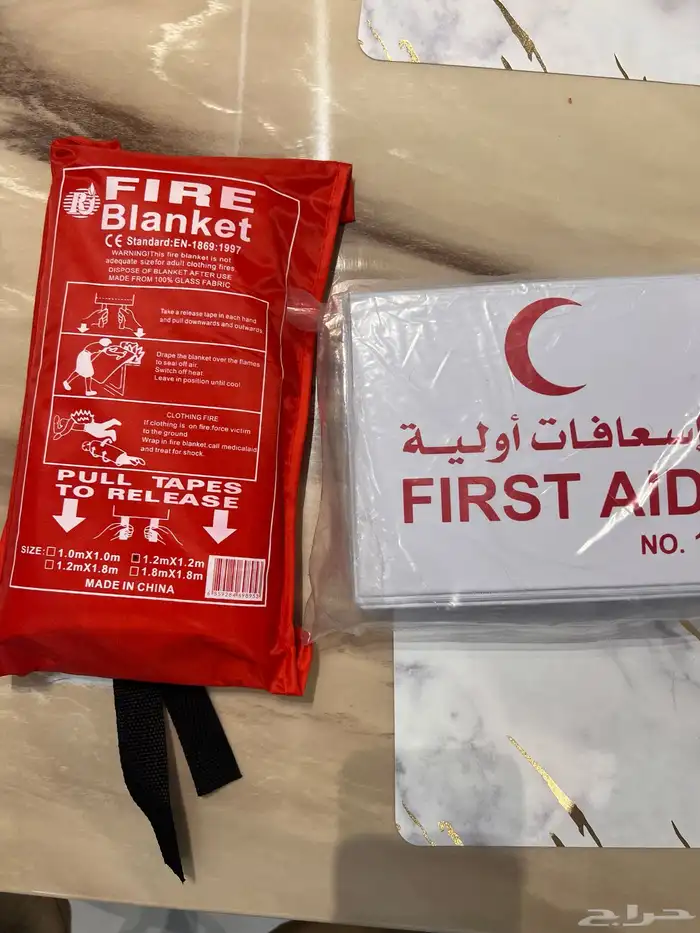 FIRE
Blanket
CE Standard:EN-1869:1997
WARNING!This fire blanket is not
adequate sizefor adult clothing fires.
DISPOSE OF BLANKET AFTER USE
MADE FROM 100% GLASS FABRIC
Take a release tape in each hand
and pull downwards and outwards
Drape the blanket over the flames
to seal off air.
Switch off heat.
Leave in position until cool
CLOTHING FIRE
If clothing is on fire,force victim
to the ground.
Wrap in fire blanket.call medicalaid
and treat for shock.
PULL TAPES
TO RELEASE
SIZE: 1.0mX1.0m 1.2mX1.2m
1.2mX1.8m 1.8mX1.8m
MADE IN CHINA
إسعافات أولية
FIRST AID
NO. 1
حراج